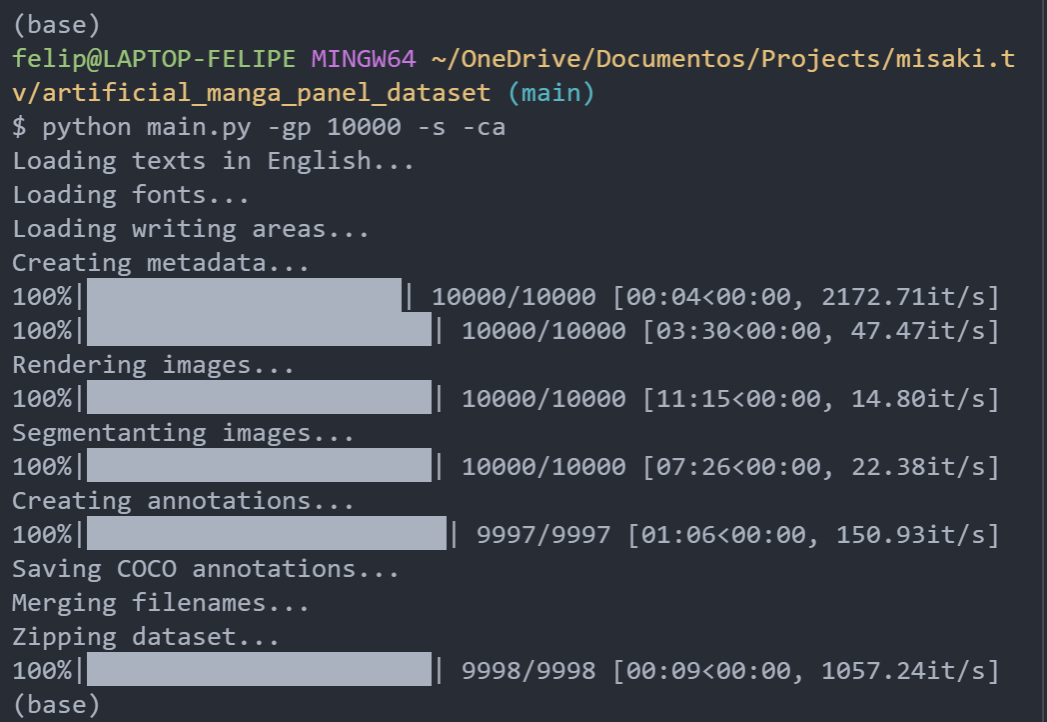 (base)
felip@LAPTOP-FELIPE MINGW64 ~/OneDrive/Documentos/Projects/misaki.t
v/artificial_manga_panel_dataset (main)
$ python main.py -gp 10000 -s -ca
Loading texts in English...
Loading fonts...
Loading writing areas...
Creating metadata...
100%|          | 10000/10000 [00:04<00:00, 2172.71it/s]
100%|          | 10000/10000 [03:30<00:00, 47.47it/s]
Rendering images...
100%|          | 10000/10000 [11:15<00:00, 14.80it/s]
Segmentanting images...
100%|          | 10000/10000 [07:26<00:00, 22.38it/s]
Creating annotations...
100%|          | 9997/9997 [01:06<00:00, 150.93it/s]
Saving COCO annotations...
Merging filenames...
Zipping dataset...
100%|          | 9998/9998 [00:09<00:00, 1057.24it/s]
(base)